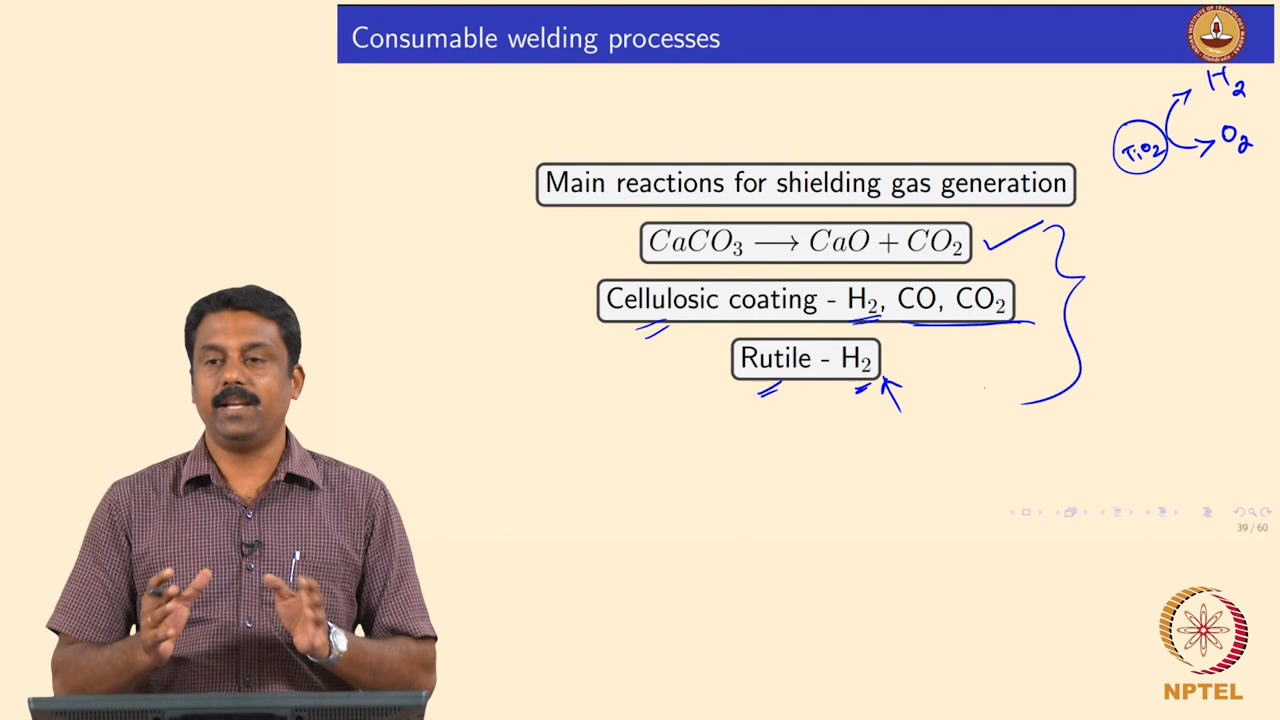 Consumable welding processes
H₂
TiO₂
O₂
Main reactions for shielding gas generation
CaCO₃ ⟶ CaO + CO₂
Cellulosic coating - H₂, CO, CO₂
Rutile - H₂
39 / 60
NPTEL